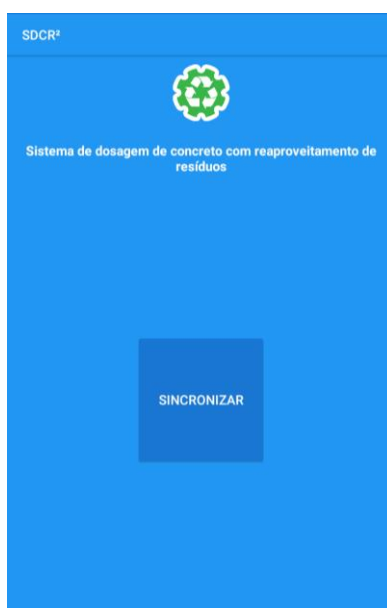 SDCR²
Sistema de dosagem de concreto com reaproveitamento de
resíduos
SINCRONIZAR